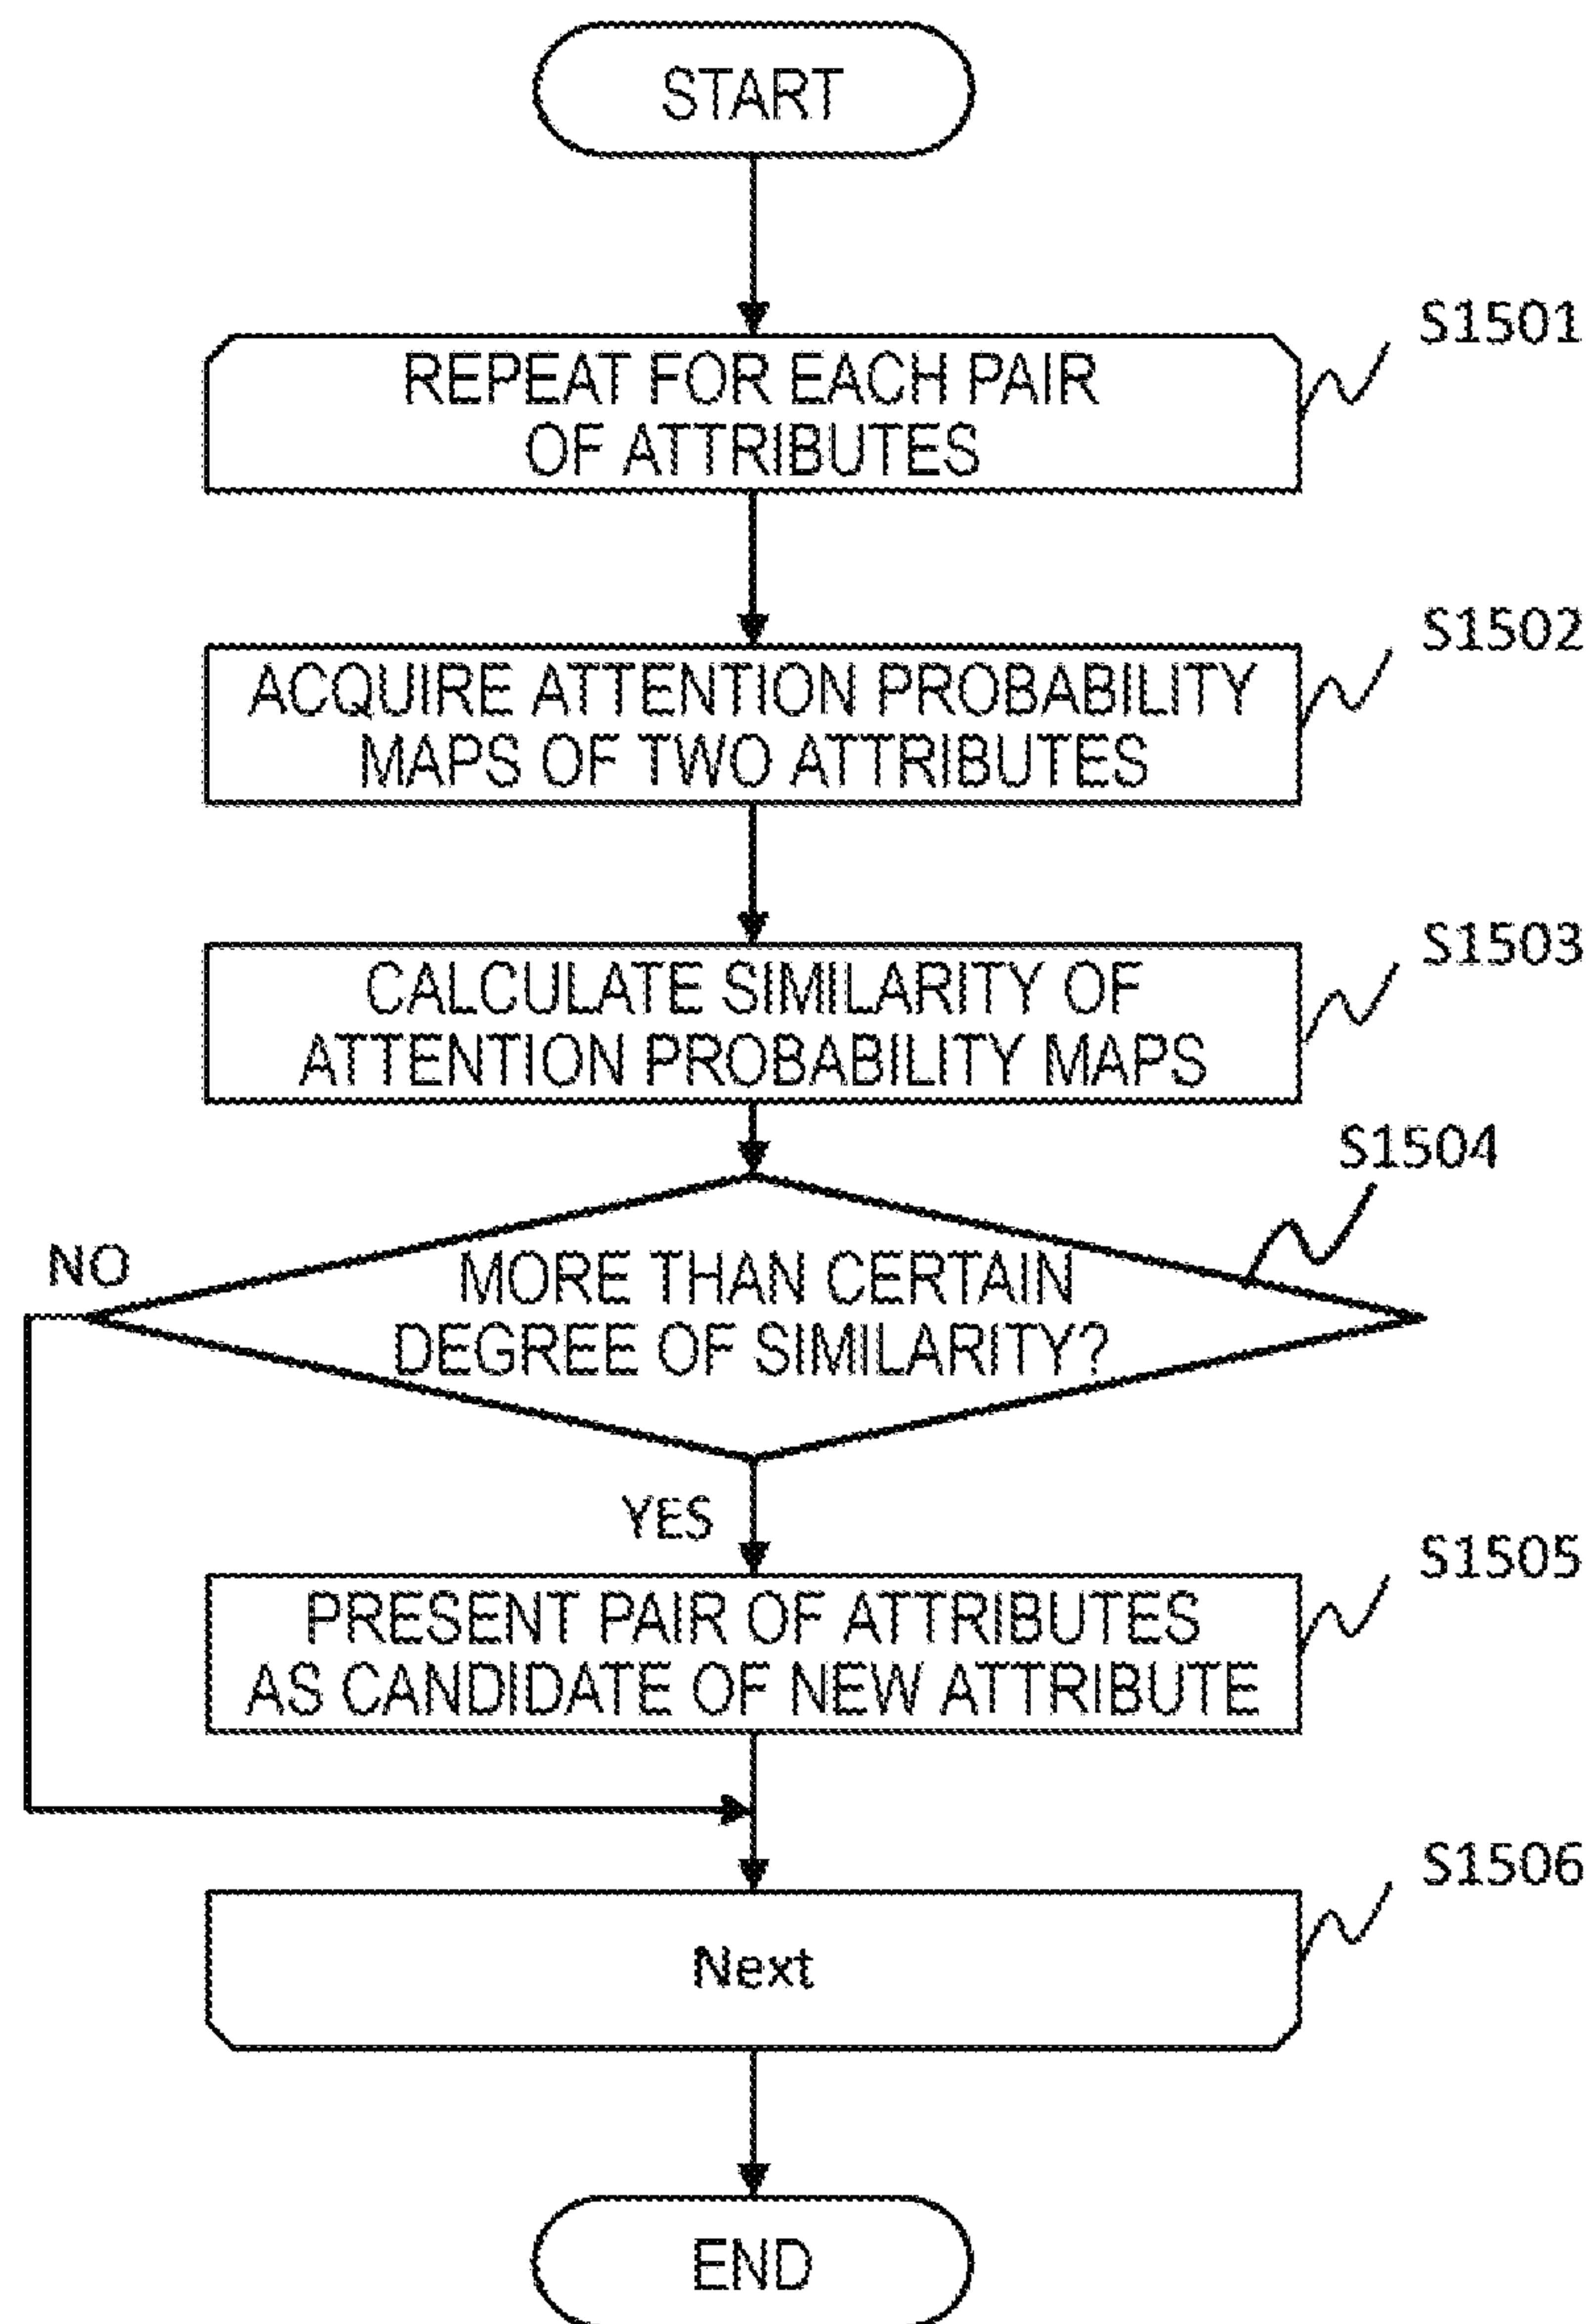 START
S1501
REPEAT FOR EACH PAIR
OF ATTRIBUTES
S1502
ACQUIRE ATTENTION PROBABILITY
MAPS OF TWO ATTRIBUTES
S1503
CALCULATE SIMILARITY OF
ATTENTION PROBABILITY MAPS
S1504
NO
MORE THAN CERTAIN
DEGREE OF SIMILARITY?
YES
S1505
PRESENT PAIR OF ATTRIBUTES
AS CANDIDATE OF NEW ATTRIBUTE
S1506
Next
END